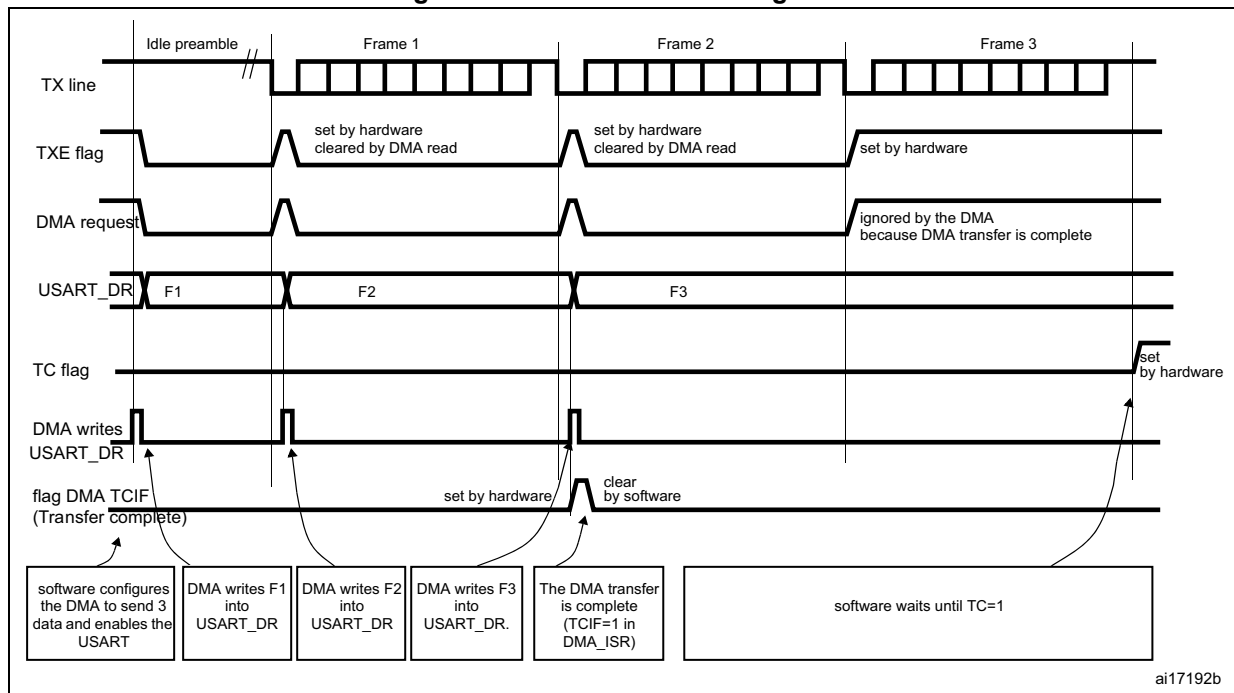 Idle preamble Frame 1 Frame 2 Frame 3
TX line
TXE flag
set by hardware
cleared by DMA read
set by hardware
cleared by DMA read
set by hardware
DMA request
ignored by the DMA
because DMA transfer is complete
USART_DR F1 F2 F3
TC flag
set
by hardware
DMA writes
USART_DR
flag DMA TCIF
(Transfer complete)
set by hardware
clear
by software
software configures
the DMA to send 3
data and enables the
USART
DMA writes F1
into
USART_DR
DMA writes F2
into
USART_DR
DMA writes F3
into
USART_DR.
The DMA transfer
is complete
(TCIF=1 in
DMA_ISR)
software waits until TC=1
ai17192b